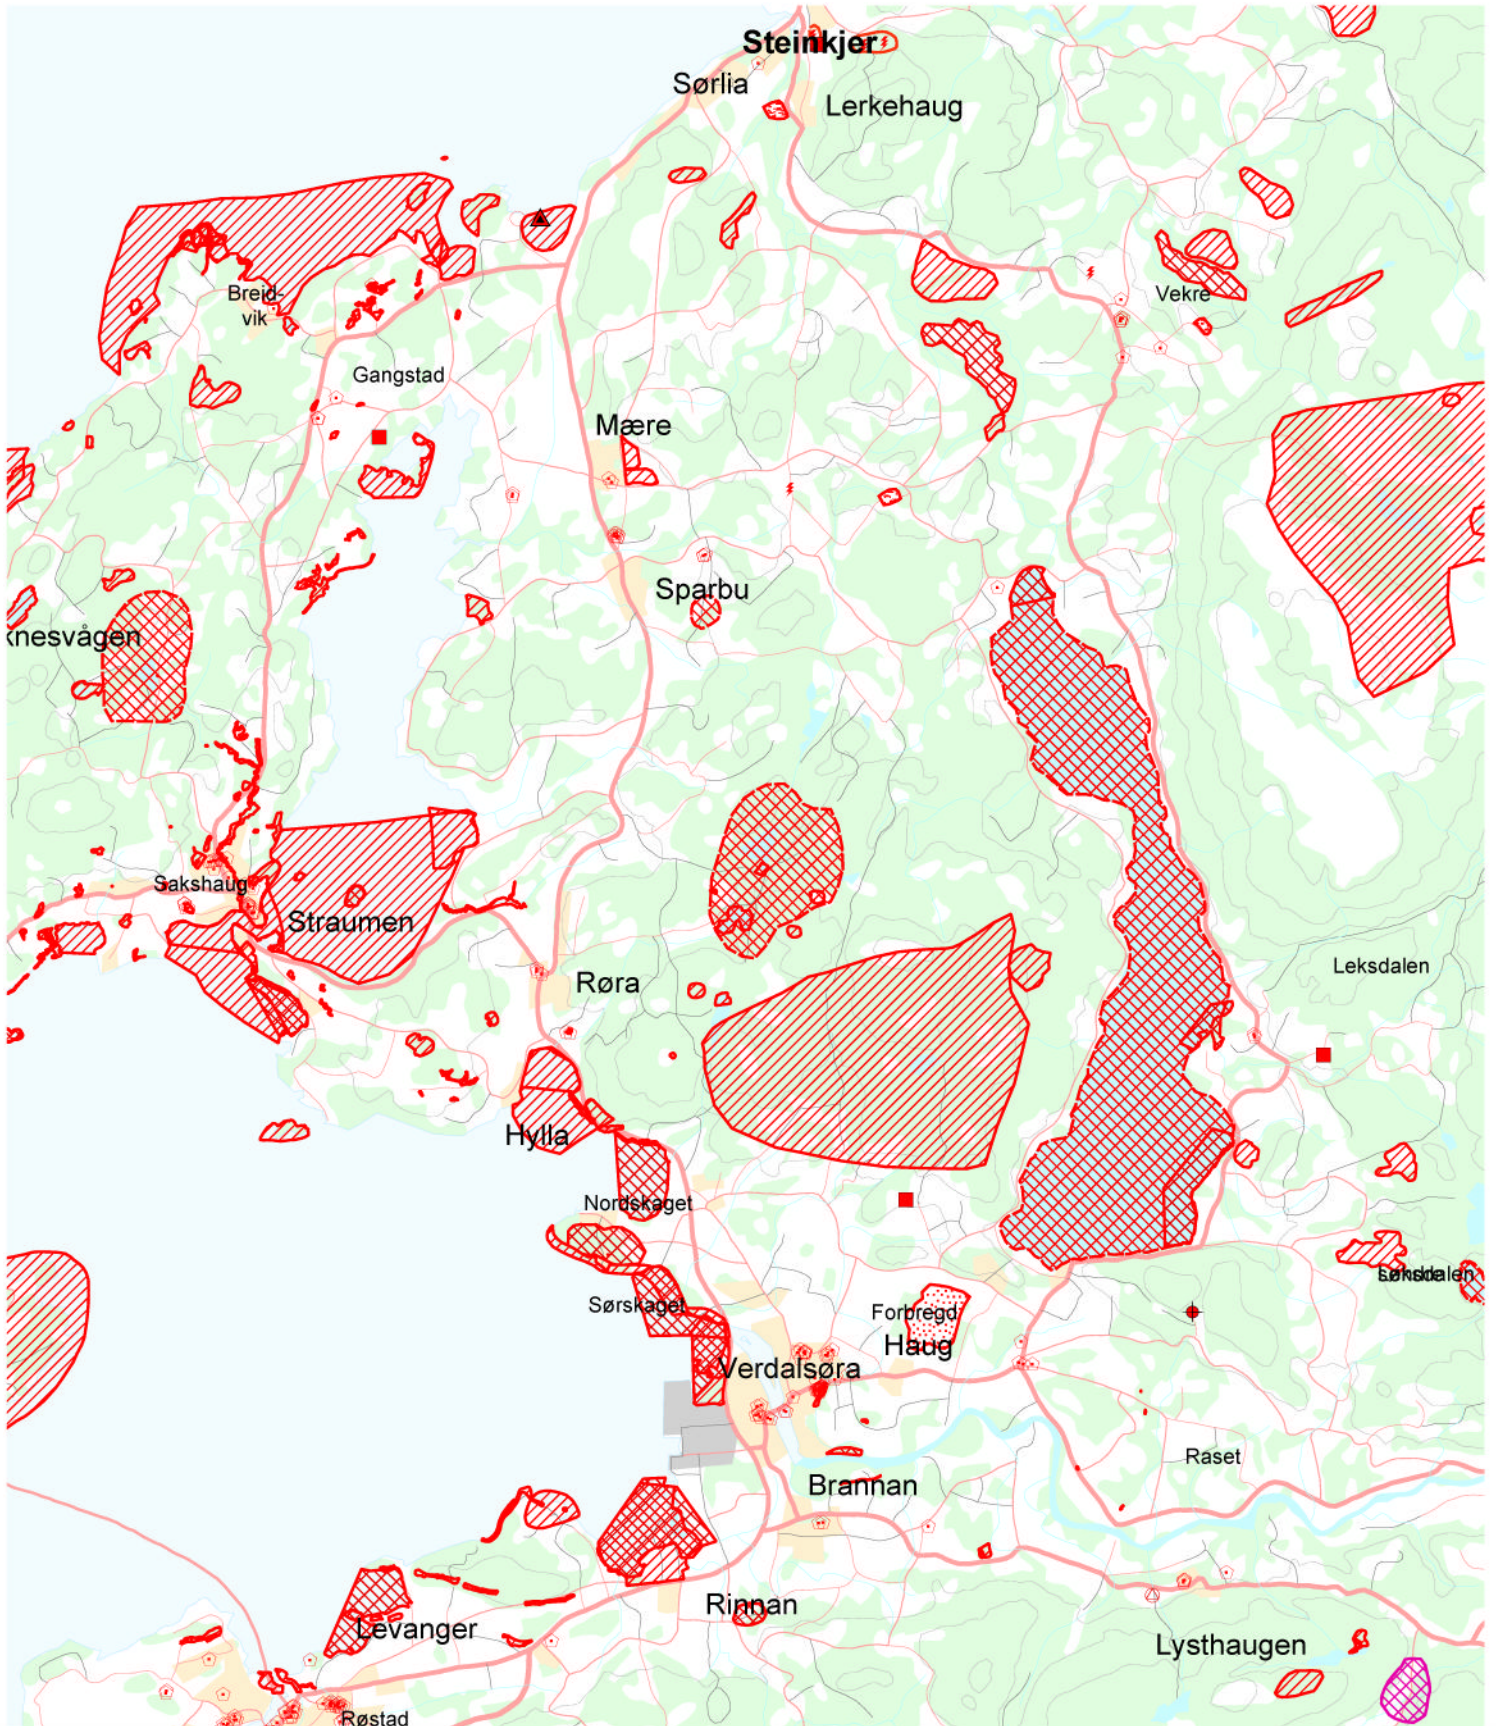 Steinkjer
Sørlia
Lerkehaug
Breid-
vik
Vekre
Gangstad
Mære
Sparbu
knesvågen
Sakshaug
Straumen
Leksdalen
Røra
Hylla
Nordskaget
Sørskaget
Forbregd
Haug
Verdalsøra
Raset
Brannan
Rinnan
Levanger
Lysthaugen
Røstad